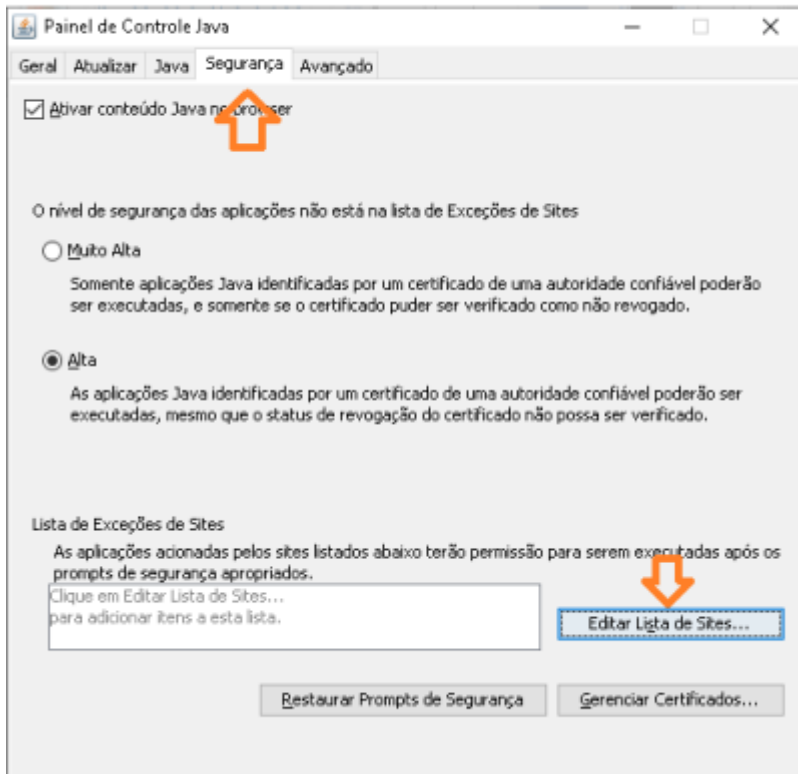 Painel de Controle Java
Geral Atualizar Java Segurança Avançado
Ativar conteúdo Java no browser
O nível de segurança das aplicações não está na lista de Exceções de Sites
Muito Alta
Somente aplicações Java identificadas por um certificado de uma autoridade confiável poderão
ser executadas, e somente se o certificado puder ser verificado como não revogado.
Alta
As aplicações Java identificadas por um certificado de uma autoridade confiável poderão ser
executadas, mesmo que o status de revogação do certificado não possa ser verificado.
Lista de Exceções de Sites
As aplicações acionadas pelos sites listados abaixo terão permissão para serem executadas após os
prompts de segurança apropriados.
Clique em Editar Lista de Sites...
para adicionar itens a esta lista.
Editar Lista de Sites...
Restaurar Prompts de Segurança Gerenciar Certificados...